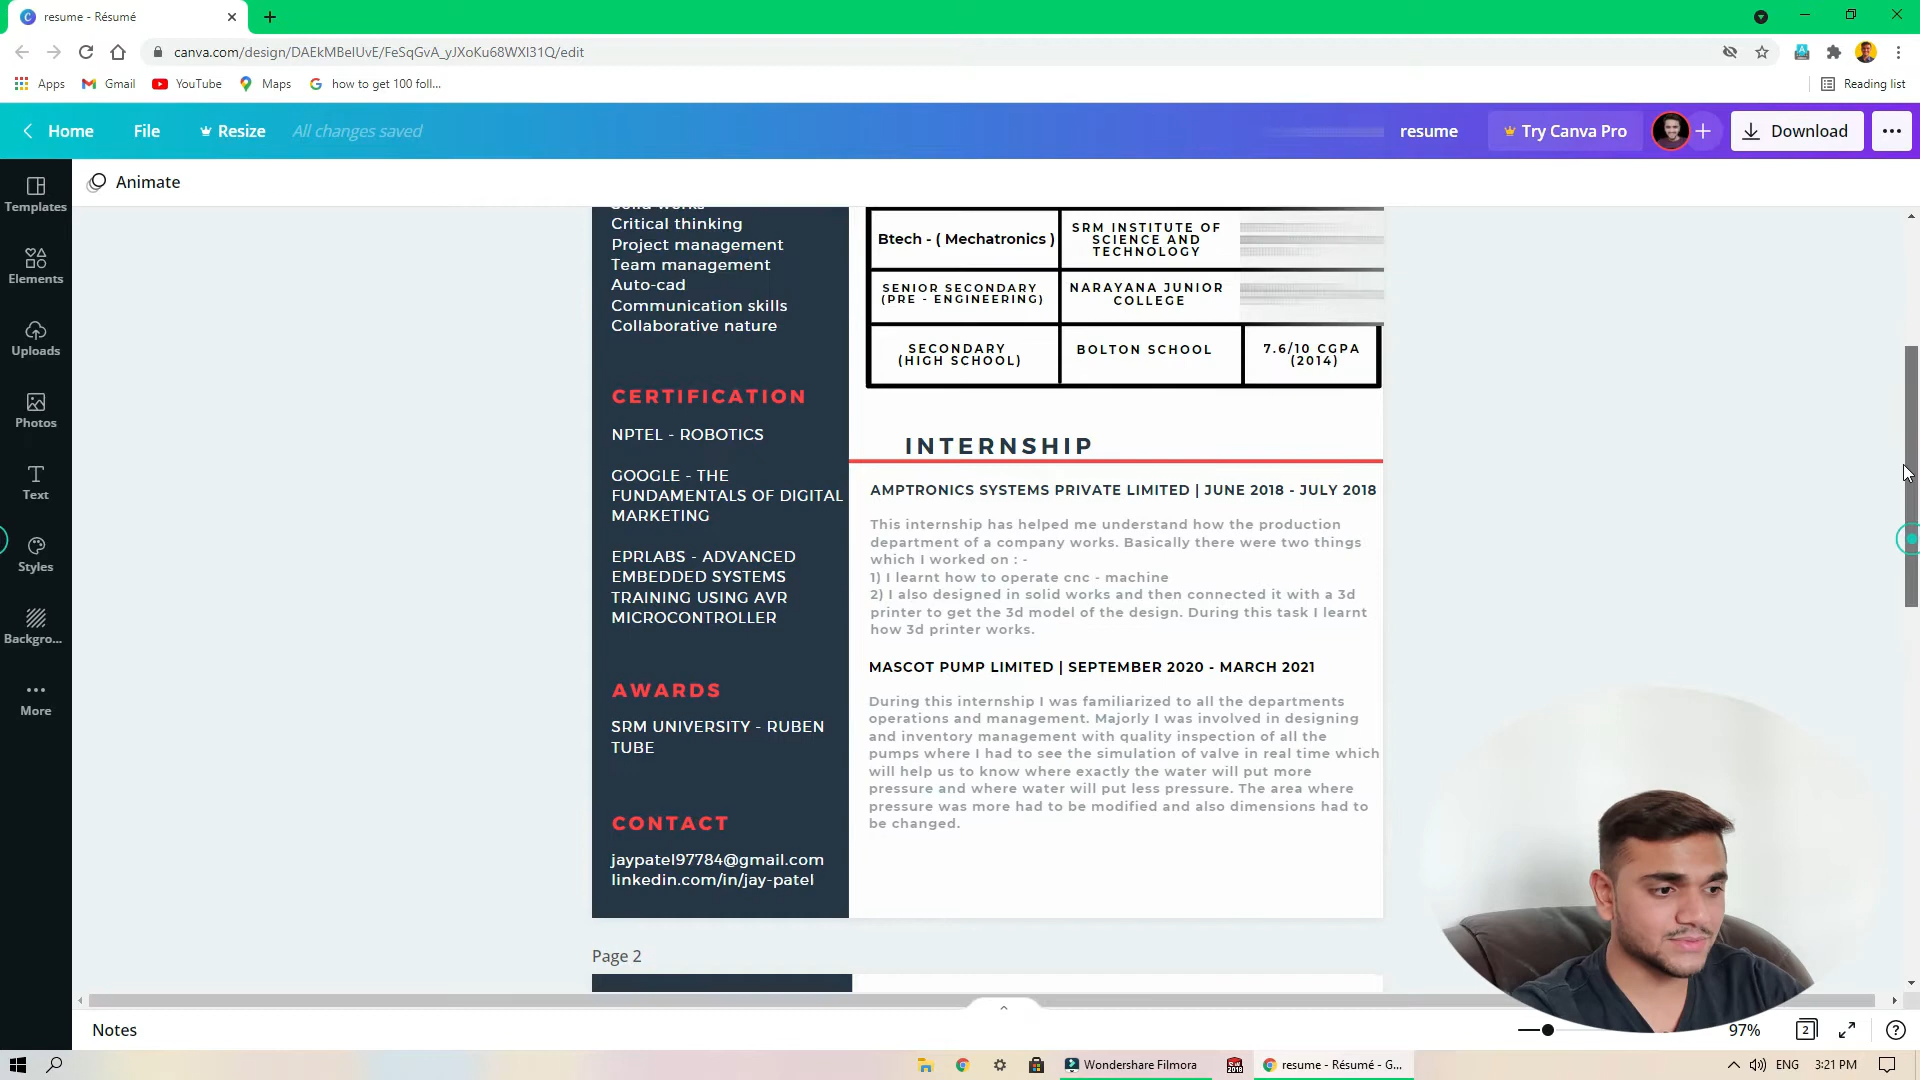 resume - Résumé
canva.com/design/DAEkMBeIUvE/FeSqGvA_yJXoKu68WXI31Q/edit
Apps
Gmail
YouTube
Maps
how to get 100 foll...
Reading list
Home
File
Resize
All changes saved
resume
Try Canva Pro
Download
Animate
Templates
Elements
Uploads
Photos
Text
Styles
Backgro...
More
Solid works
Critical thinking
Project management
Team management
Auto-cad
Communication skills
Collaborative nature
CERTIFICATION
NPTEL - ROBOTICS
GOOGLE - THE
FUNDAMENTALS OF DIGITAL
MARKETING
EPRLABS - ADVANCED
EMBEDDED SYSTEMS
TRAINING USING AVR
MICROCONTROLLER
AWARDS
SRM UNIVERSITY - RUBEN
TUBE
CONTACT
jaypatel97784@gmail.com
linkedin.com/in/jay-patel
Btech - ( Mechatronics )
SRM INSTITUTE OF
SCIENCE AND
TECHNOLOGY
SENIOR SECONDARY
(PRE - ENGINEERING)
NARAYANA JUNIOR
COLLEGE
SECONDARY
(HIGH SCHOOL)
BOLTON SCHOOL
7.6/10 CGPA
(2014)
INTERNSHIP
AMPTRONICS SYSTEMS PRIVATE LIMITED | JUNE 2018 - JULY 2018
This internship has helped me understand how the production
department of a company works. Basically there were two things
which I worked on : -
1) I learnt how to operate cnc - machine
2) I also designed in solid works and then connected it with a 3d
printer to get the 3d model of the design. During this task I learnt
how 3d printer works.
MASCOT PUMP LIMITED | SEPTEMBER 2020 - MARCH 2021
During this internship I was familiarized to all the departments
operations and management. Majorly I was involved in designing
and inventory management with quality inspection of all the
pumps where I had to see the simulation of valve in real time which
will help us to know where exactly the water will put more
pressure and where water will put less pressure. The area where
pressure was more had to be modified and also dimensions had to
be changed.
Page 2
Notes
97%
2
Wondershare Filmora
2018
resume - Résumé - G...
ENG
3:21 PM